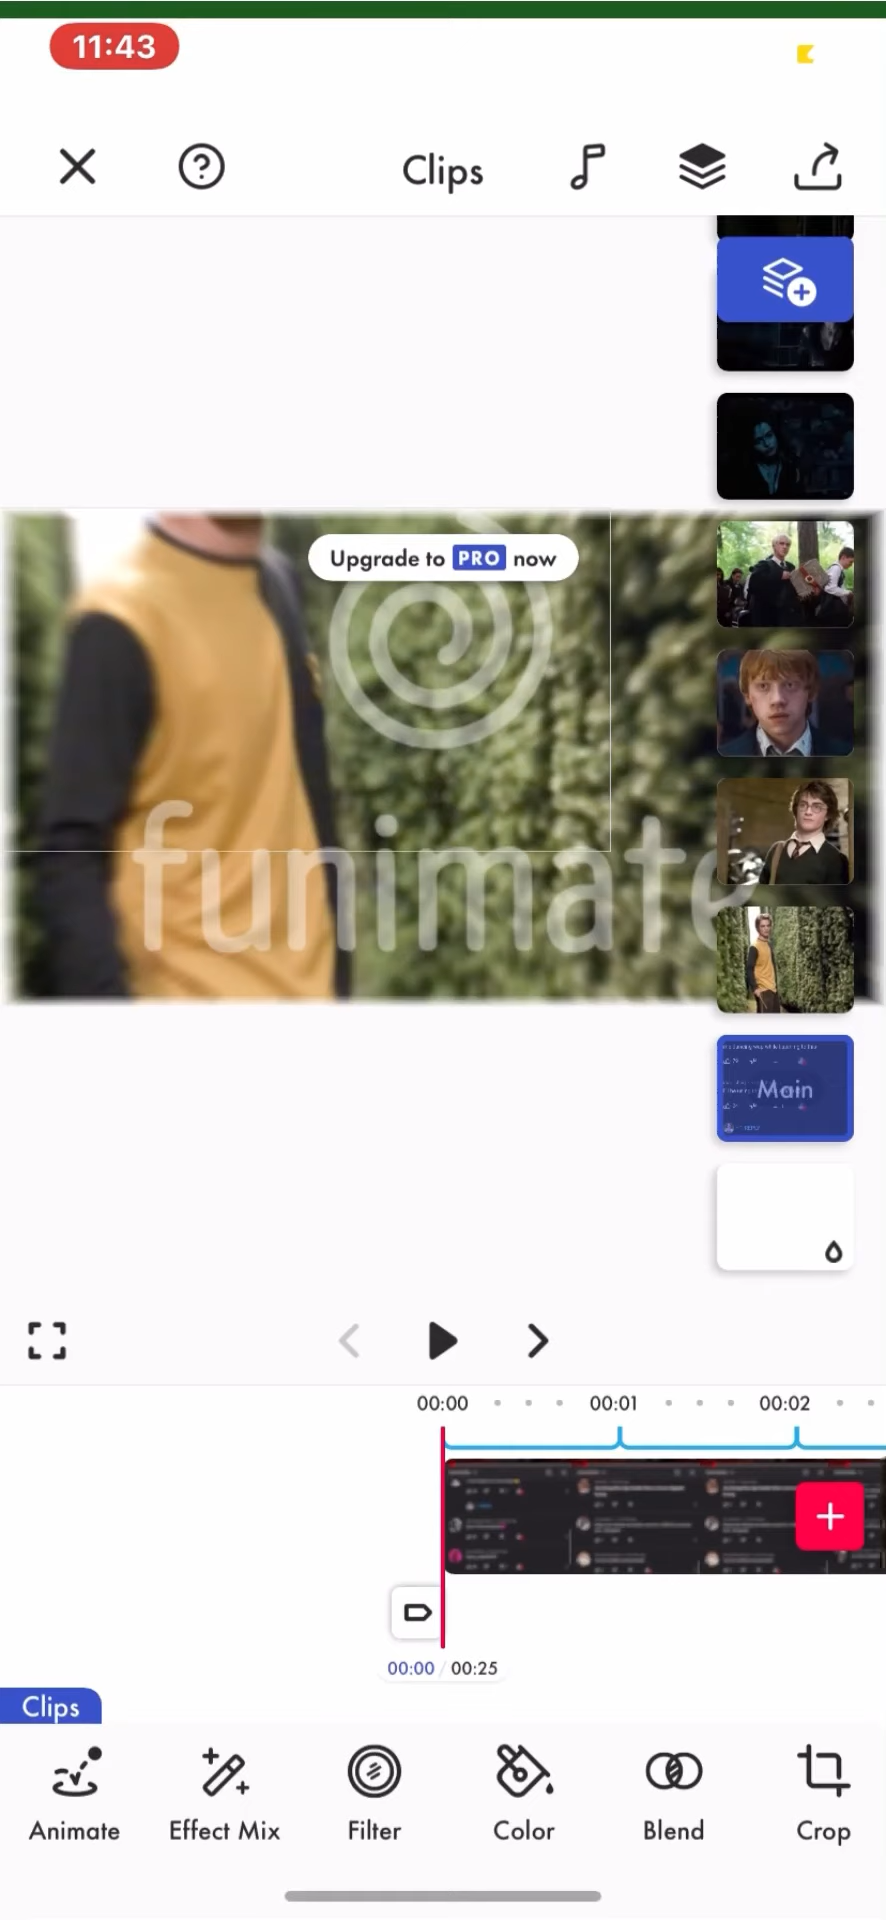 11:43
Clips
Upgrade to PRO now
funimate
Main
00:00 00:01 00:02
00:00 / 00:25
Clips
Animate Effect Mix Filter Color Blend Crop